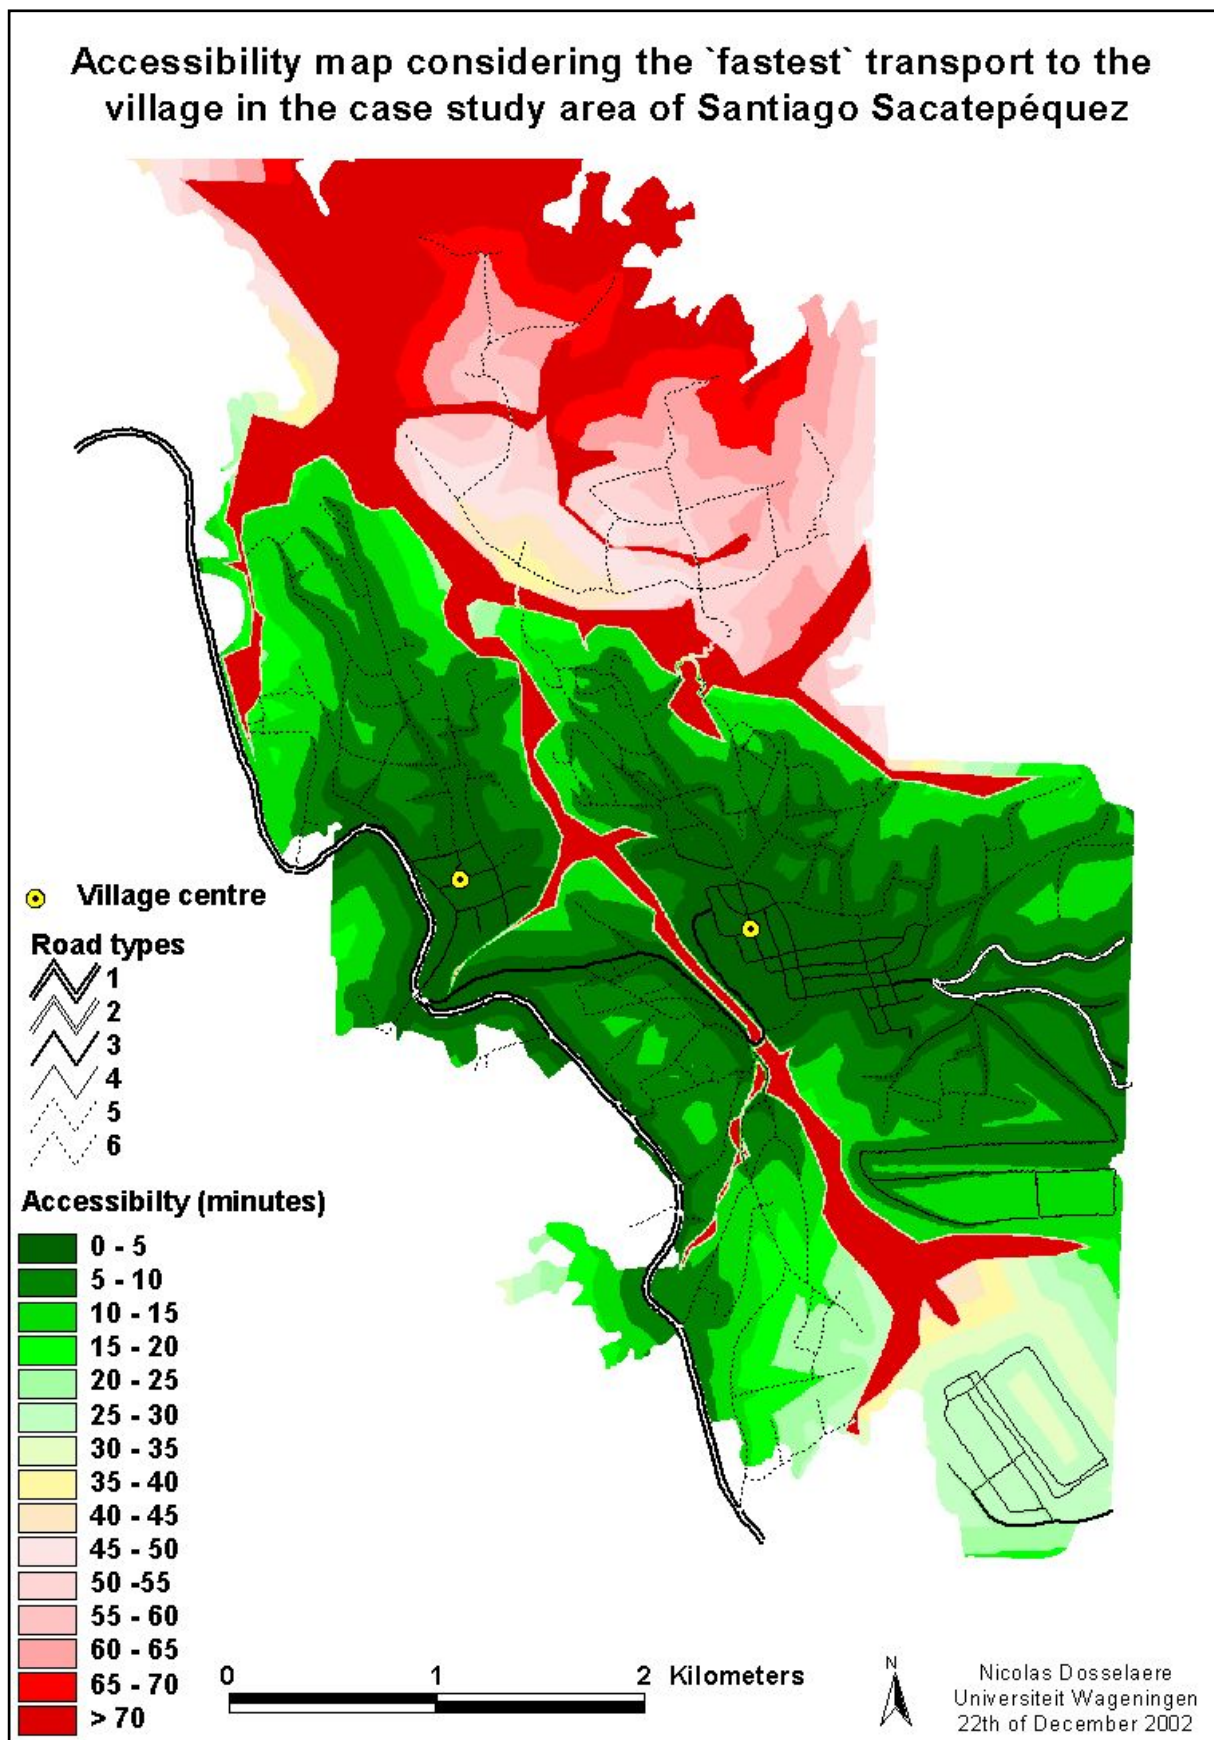 Accessibility map considering the `fastest` transport to the
village in the case study area of Santiago Sacatepéquez
Village centre
Road types
1
2
3
4
5
6
Accessibilty (minutes)
0 - 5
5 - 10
10 - 15
15 - 20
20 - 25
25 - 30
30 - 35
35 - 40
40 - 45
45 - 50
50 -55
55 - 60
60 - 65
65 - 70
> 70
0 1 2 Kilometers
N
Nicolas Dosselaere
Universiteit Wageningen
22th of December 2002